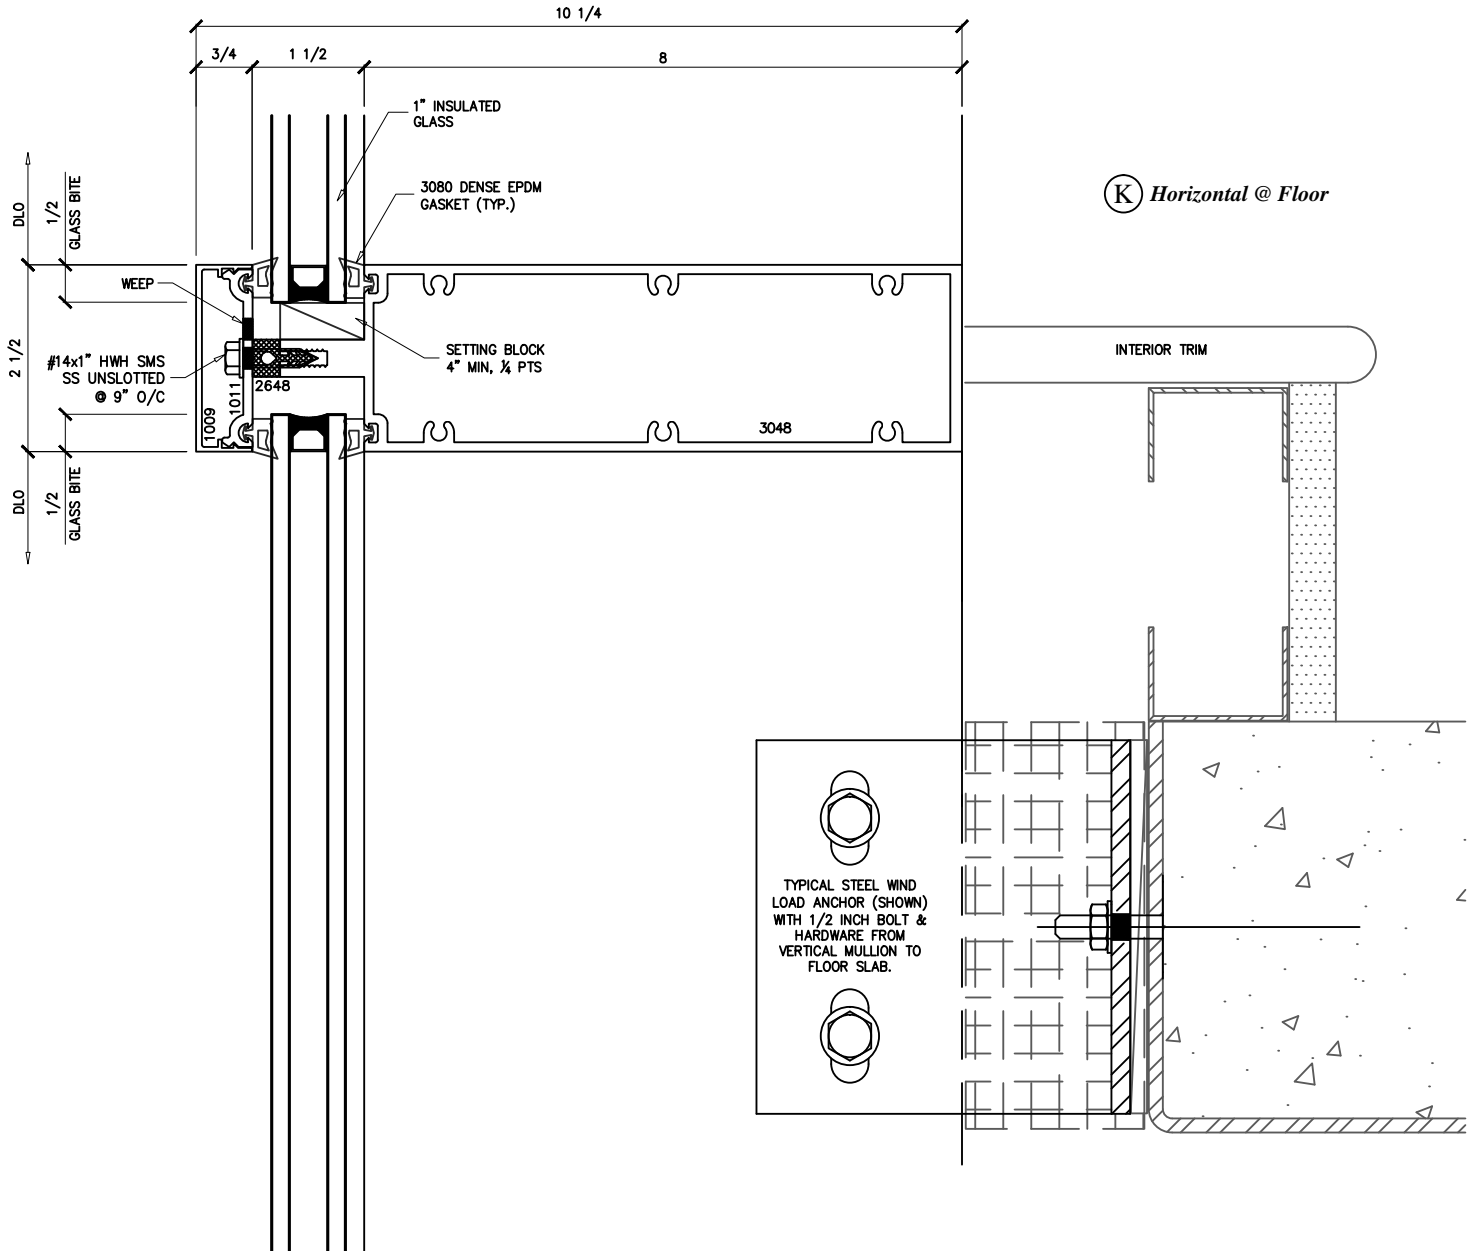 10 1/4
3/4
1 1/2
8
1" INSULATED
GLASS
3080 DENSE EPDM
GASKET (TYP.)
K Horizontal @ Floor
DLO
1/2
GLASS BITE
WEEP
2 1/2
#14x1" HWH SMS
SS UNSLOTTED
@ 9" O/C
SETTING BLOCK
4" MIN, ¼ PTS
INTERIOR TRIM
2648
1011
1009
3048
DLO
1/2
GLASS BITE
TYPICAL STEEL WIND
LOAD ANCHOR (SHOWN)
WITH 1/2 INCH BOLT &
HARDWARE FROM
VERTICAL MULLION TO
FLOOR SLAB.